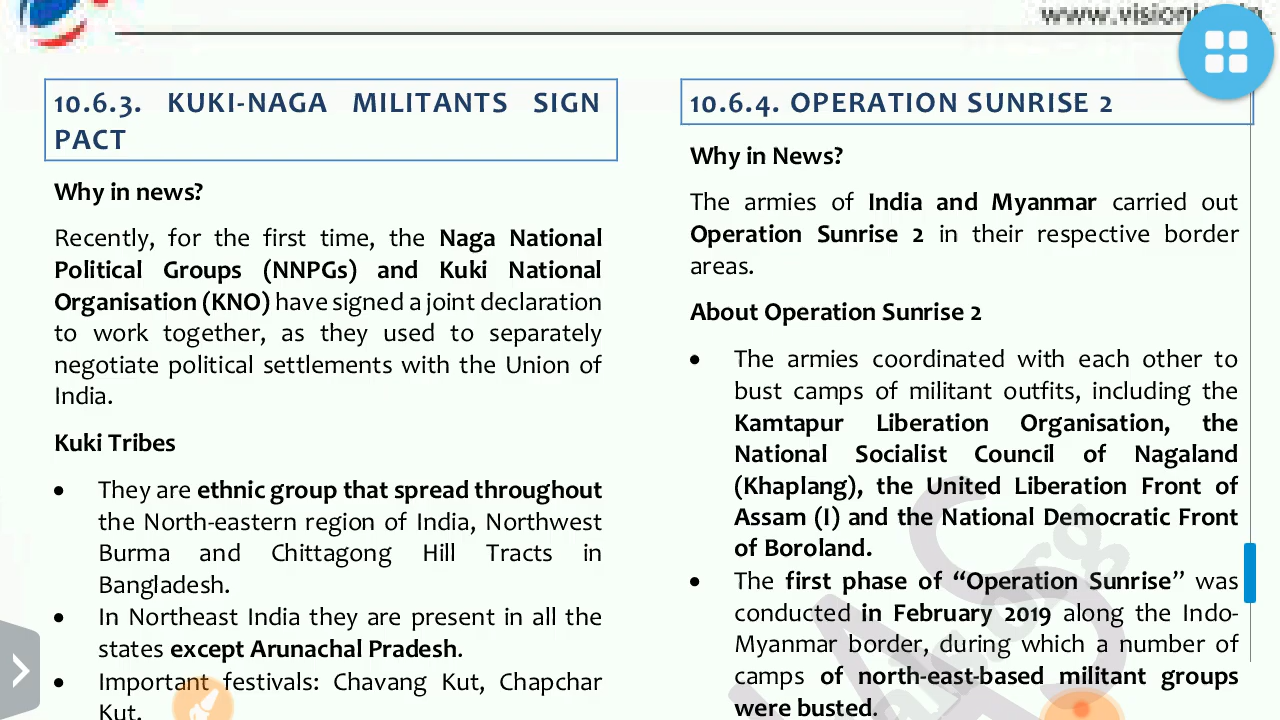 www.visionias.in
10.6.3. KUKI-NAGA MILITANTS SIGN
PACT
Why in news?
Recently, for the first time, the Naga National
Political Groups (NNPGs) and Kuki National
Organisation (KNO) have signed a joint declaration
to work together, as they used to separately
negotiate political settlements with the Union of
India.
Kuki Tribes
• They are ethnic group that spread throughout
the North-eastern region of India, Northwest
Burma and Chittagong Hill Tracts in
Bangladesh.
• In Northeast India they are present in all the
states except Arunachal Pradesh.
• Important festivals: Chavang Kut, Chapchar
Kut.
10.6.4. OPERATION SUNRISE 2
Why in News?
The armies of India and Myanmar carried out
Operation Sunrise 2 in their respective border
areas.
About Operation Sunrise 2
• The armies coordinated with each other to
bust camps of militant outfits, including the
Kamtapur Liberation Organisation, the
National Socialist Council of Nagaland
(Khaplang), the United Liberation Front of
Assam (I) and the National Democratic Front
of Boroland.
• The first phase of “Operation Sunrise” was
conducted in February 2019 along the Indo-
Myanmar border, during which a number of
camps of north-east-based militant groups
were busted.